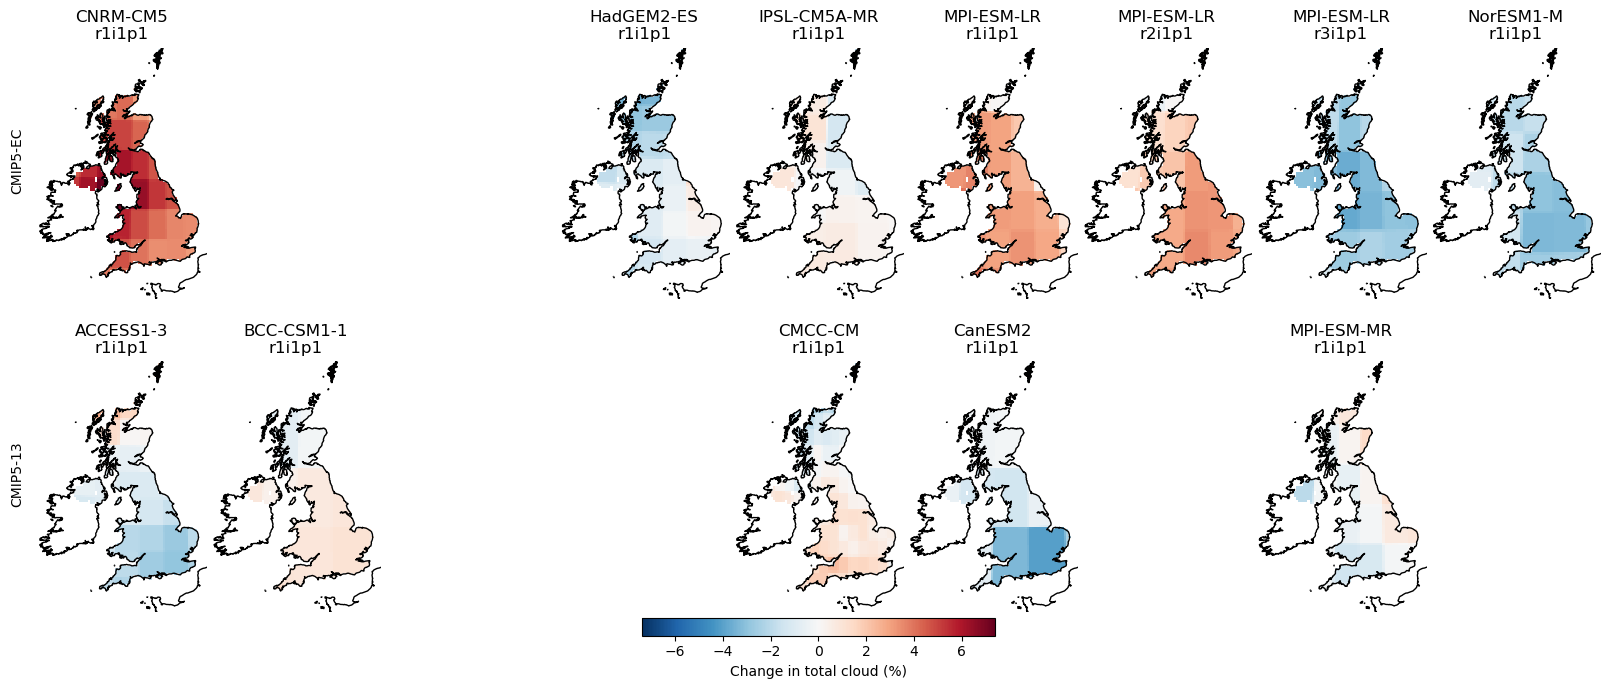 CNRM-CM5
r1i1p1
HadGEM2-ES
r1i1p1
IPSL-CM5A-MR
r1i1p1
MPI-ESM-LR
r1i1p1
MPI-ESM-LR
r2i1p1
MPI-ESM-LR
r3i1p1
NorESM1-M
r1i1p1
CMIP5-EC
ACCESS1-3
r1i1p1
BCC-CSM1-1
r1i1p1
CMCC-CM
r1i1p1
CanESM2
r1i1p1
MPI-ESM-MR
r1i1p1
CMIP5-13
−6 −4 −2 0 2 4 6
Change in total cloud (%)